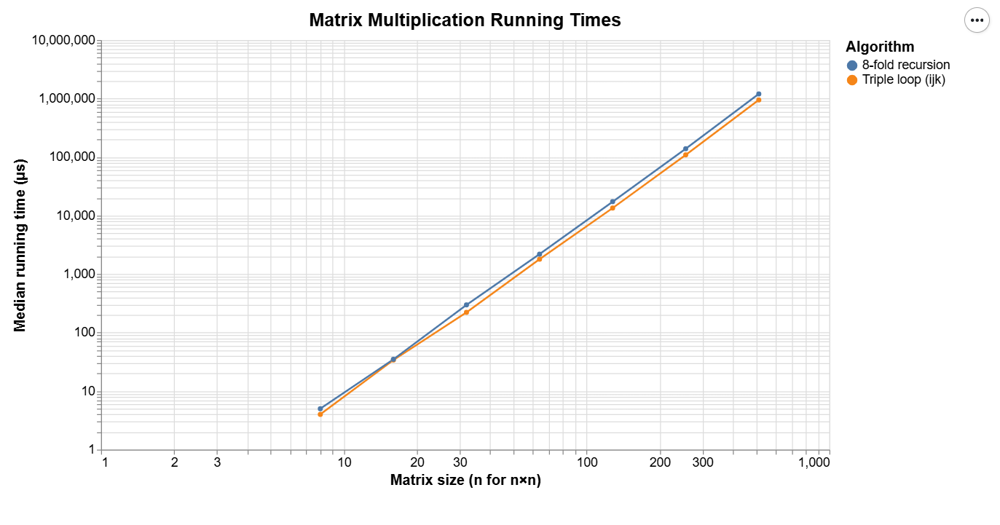 Matrix Multiplication Running Times
10,000,000
1,000,000
100,000
10,000
1,000
100
10
1
Median running time (µs)
1 2 3 10 20 30 100 200 300 1,000
Matrix size (n for n×n)
Algorithm
8-fold recursion
Triple loop (ijk)